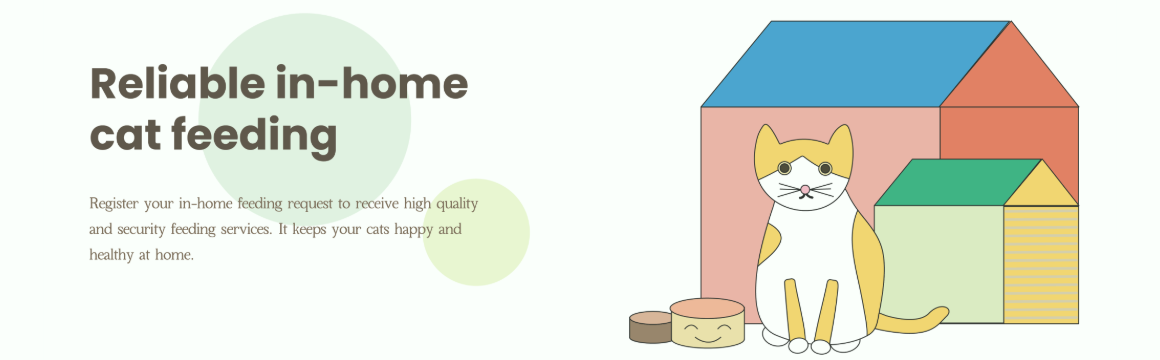 Reliable in-home
cat feeding
Register your in-home feeding request to receive high quality
and security feeding services. It keeps your cats happy and
healthy at home.